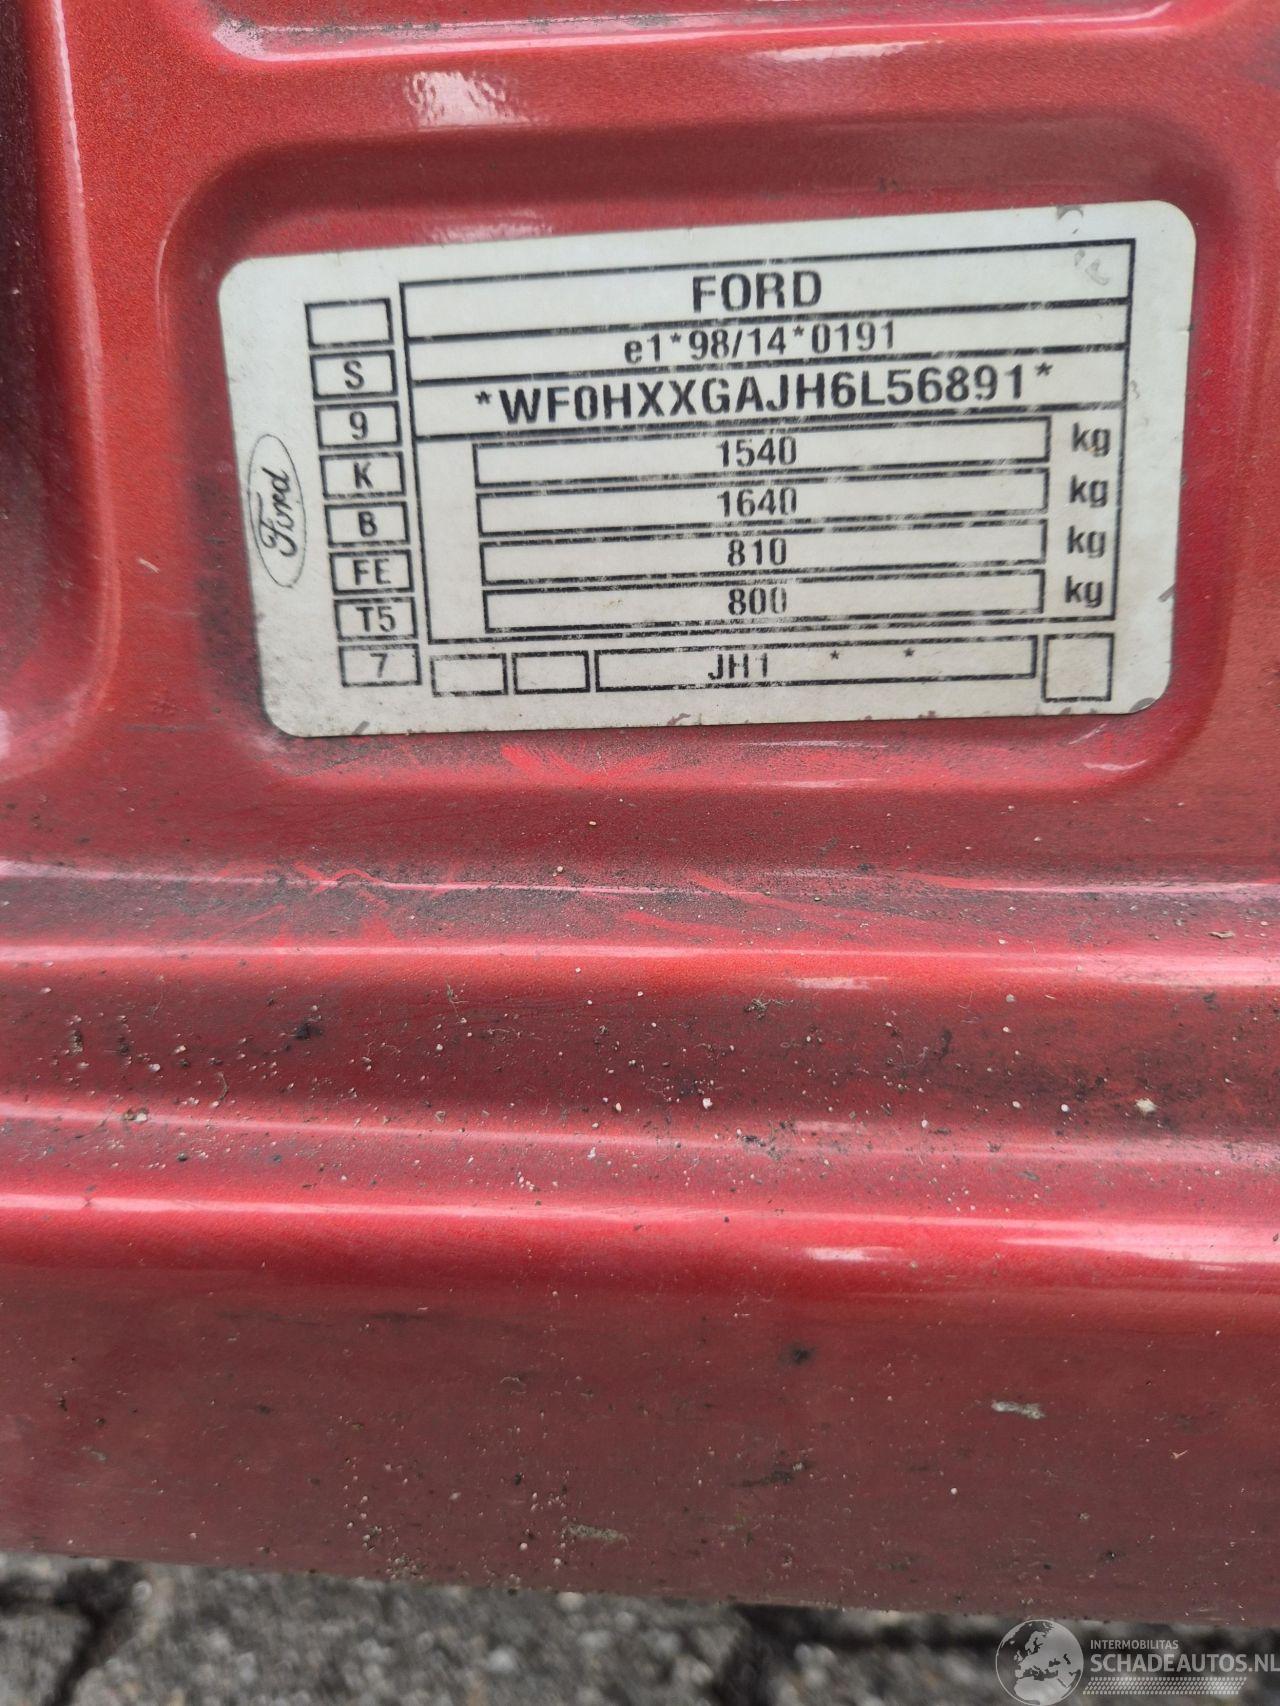 FORD
e1*98/14*0191
*WF0HXXGAJH6L56891*
1540 kg
1640 kg
810 kg
800 kg
JH1 * *
S
9
K
B
FE
T5
7
Ford
INTERMOBILITAS
SCHADEAUTOS.NL